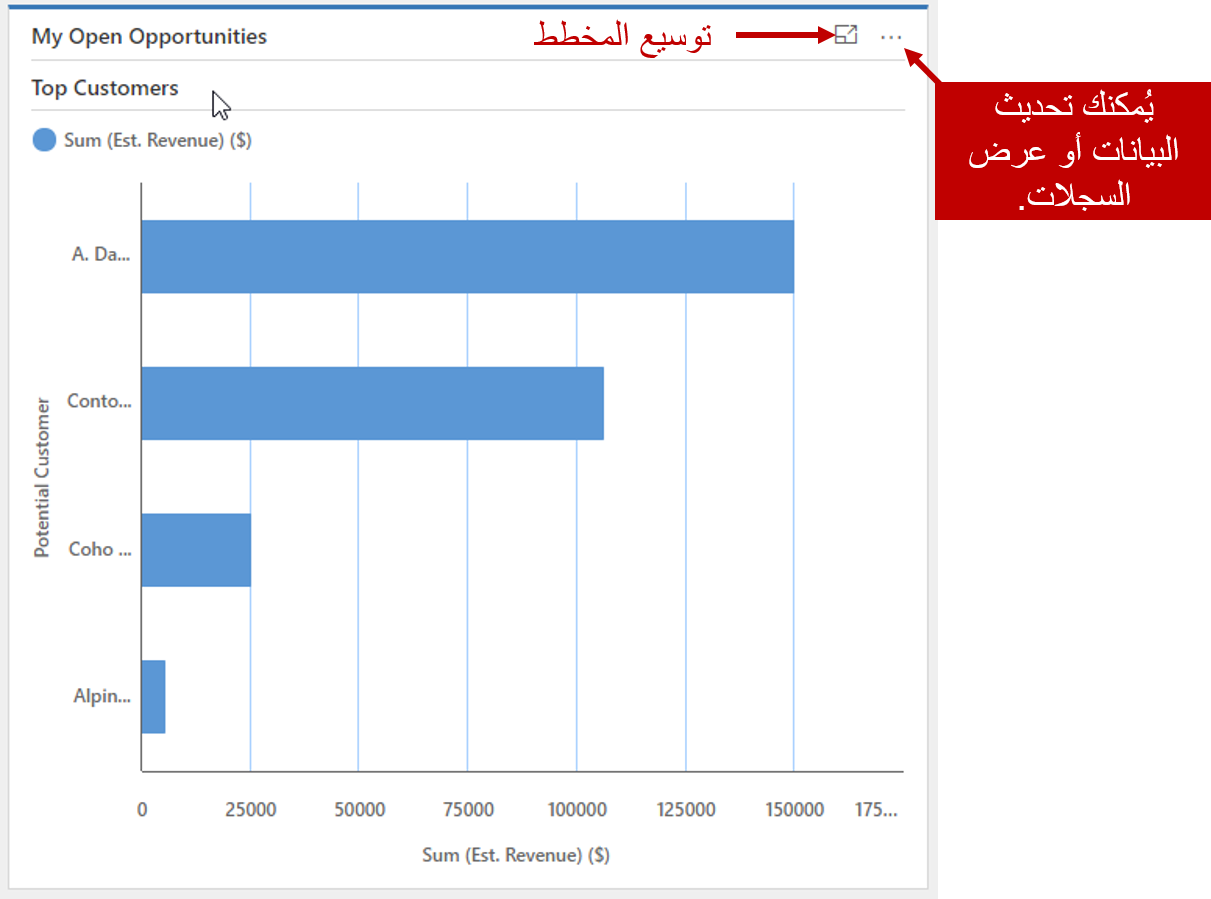 My Open Opportunities
توسيع المخطط
...
يُمكنك تحديث
البيانات أو عرض
السجلات.
Top Customers
Sum (Est. Revenue) ($)
Potential Customer
A. Da...
Conto...
Coho ...
Alpin...
0 25000 50000 75000 100000 125000 150000 175...
Sum (Est. Revenue) ($)